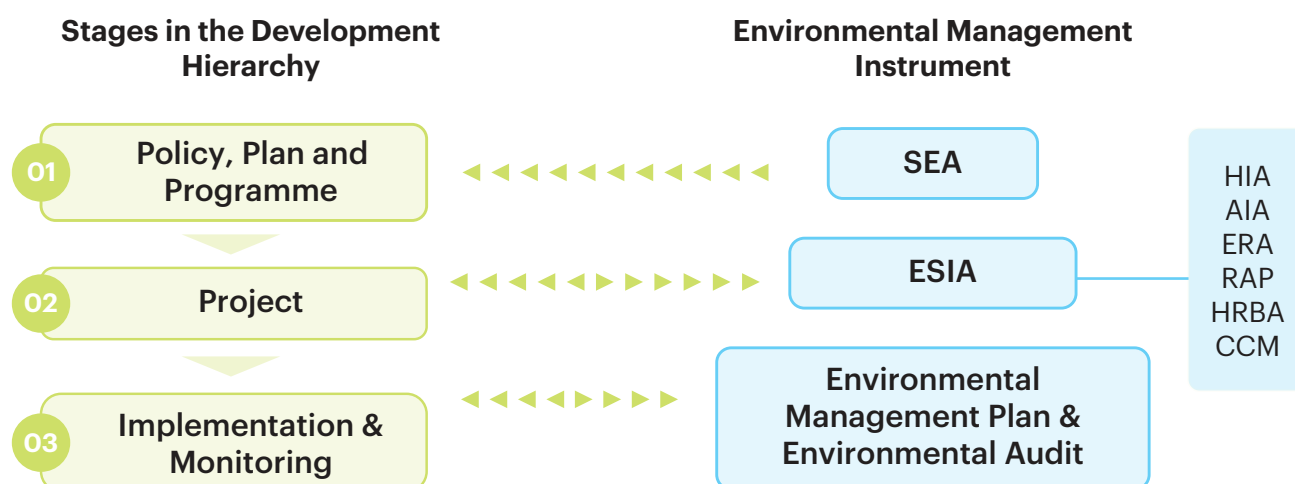 Stages in the Development
Hierarchy
Environmental Management
Instrument
01
Policy, Plan and
Programme
SEA
02
Project
ESIA
HIA
AIA
ERA
RAP
HRBA
CCM
03
Implementation &
Monitoring
Environmental
Management Plan &
Environmental Audit